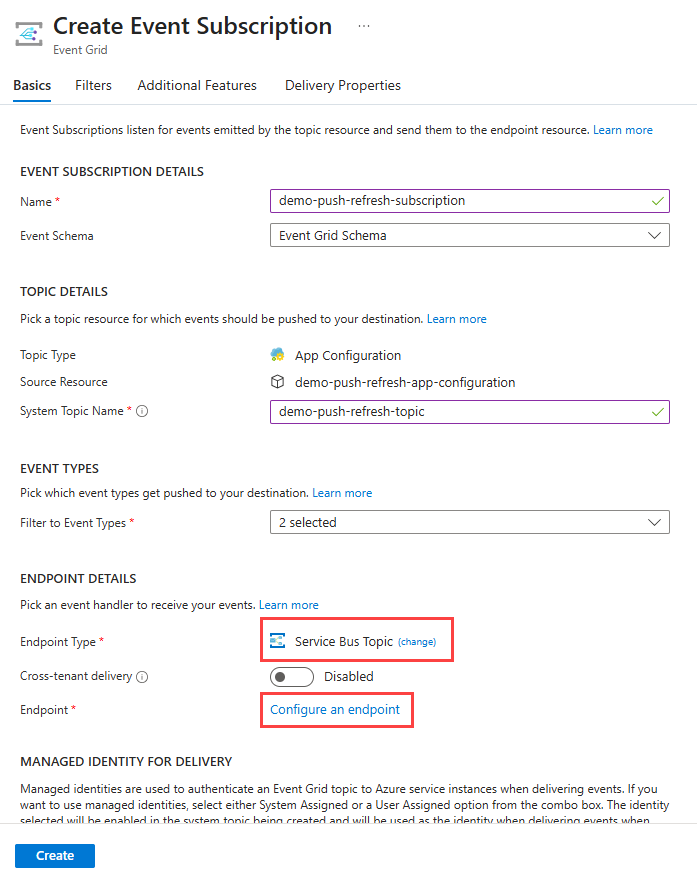 Create Event Subscription ...
Event Grid
Basics Filters Additional Features Delivery Properties
Event Subscriptions listen for events emitted by the topic resource and send them to the endpoint resource. Learn more
EVENT SUBSCRIPTION DETAILS
Name * demo-push-refresh-subscription
Event Schema Event Grid Schema
TOPIC DETAILS
Pick a topic resource for which events should be pushed to your destination. Learn more
Topic Type App Configuration
Source Resource demo-push-refresh-app-configuration
System Topic Name * demo-push-refresh-topic
EVENT TYPES
Pick which event types get pushed to your destination. Learn more
Filter to Event Types * 2 selected
ENDPOINT DETAILS
Pick an event handler to receive your events. Learn more
Endpoint Type * Service Bus Topic (change)
Cross-tenant delivery Disabled
Endpoint * Configure an endpoint
MANAGED IDENTITY FOR DELIVERY
Managed identities are used to authenticate an Event Grid topic to Azure service instances when delivering events. If you
want to use managed identities, select either System Assigned or a User Assigned option from the combo box. The identity
selected will be enabled in the system topic being created and will be used as the identity when delivering events when
Create